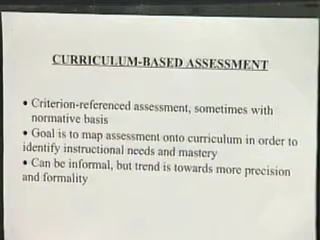 CURRICULUM-BASED ASSESSMENT
• Criterion-referenced assessment, sometimes with
normative basis
• Goal is to map assessment onto curriculum in order to
identify instructional needs and mastery
• Can be informal, but trend is towards more precision
and formality